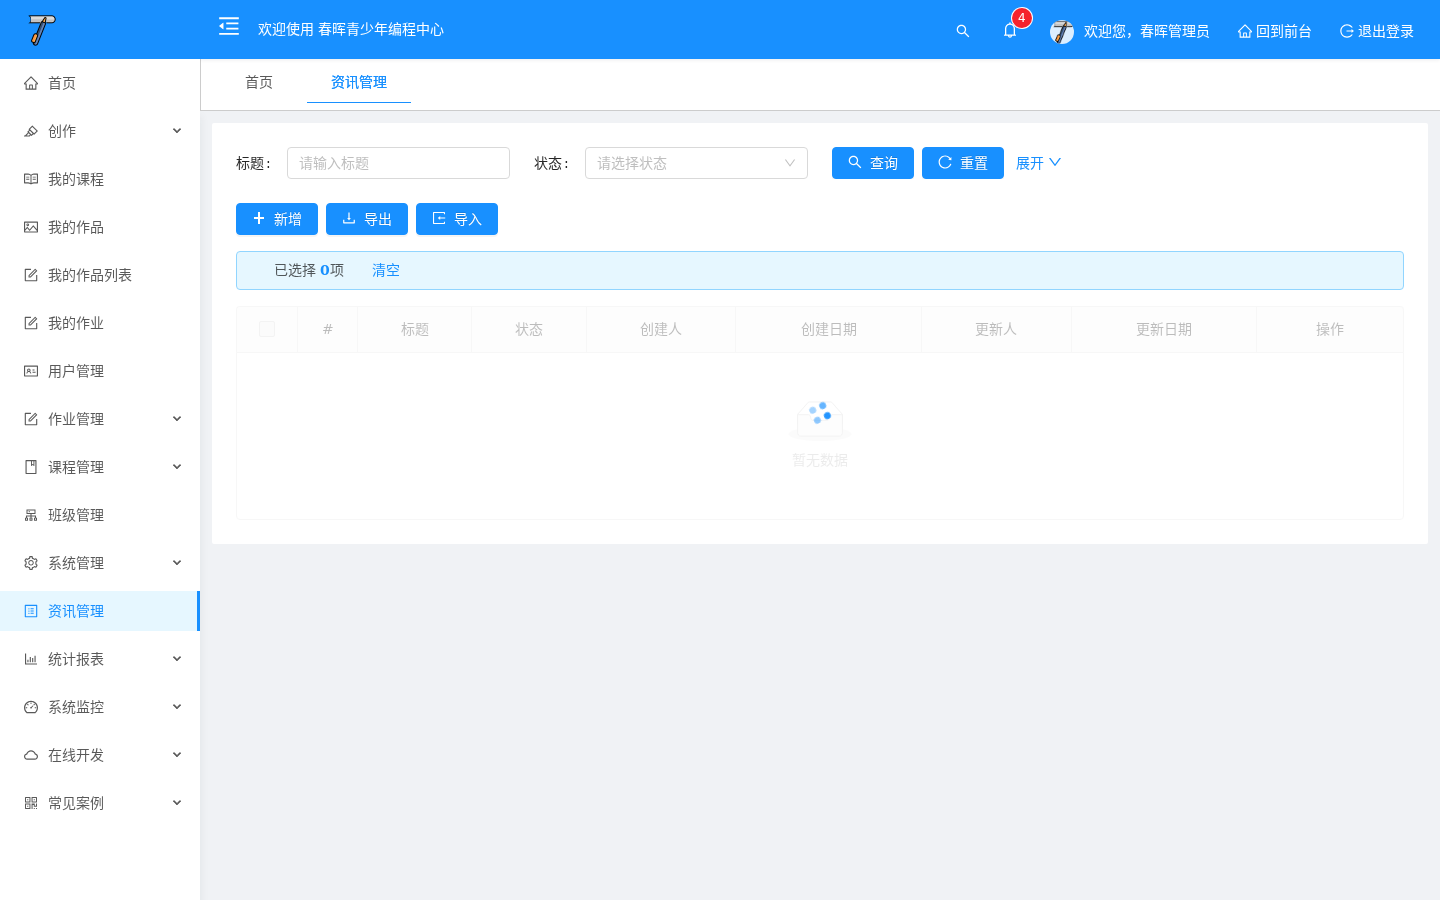 欢迎使用 春晖青少年编程中心
4
欢迎您，春晖管理员
回到前台
退出登录
首页
创作
我的课程
我的作品
我的作品列表
我的作业
用户管理
作业管理
课程管理
班级管理
系统管理
资讯管理
统计报表
系统监控
在线开发
常见案例
首页 资讯管理
标题： 请输入标题 状态： 请选择状态 查询 重置 展开
新增 导出 导入
已选择 0项 清空
# 标题 状态 创建人 创建日期 更新人 更新日期 操作
暂无数据